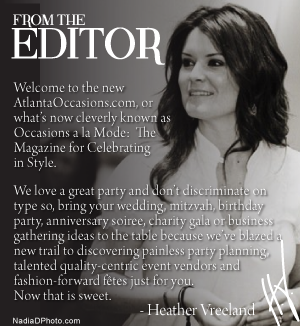 FROM THE
EDITOR
Welcome to the new
AtlantaOccasions.com, or
what's now cleverly known as
Occasions a la Mode: The
Magazine for Celebrating
in Style.
We love a great party and don't discriminate on
type so, bring your wedding, mitzvah, birthday
party, anniversary soiree, charity gala or business
gathering ideas to the table because we've blazed a
new trail to discovering painless party planning,
talented quality-centric event vendors and
fashion-forward fêtes just for you.
Now that is sweet.
- Heather Vreeland
NadiaDPhoto.com